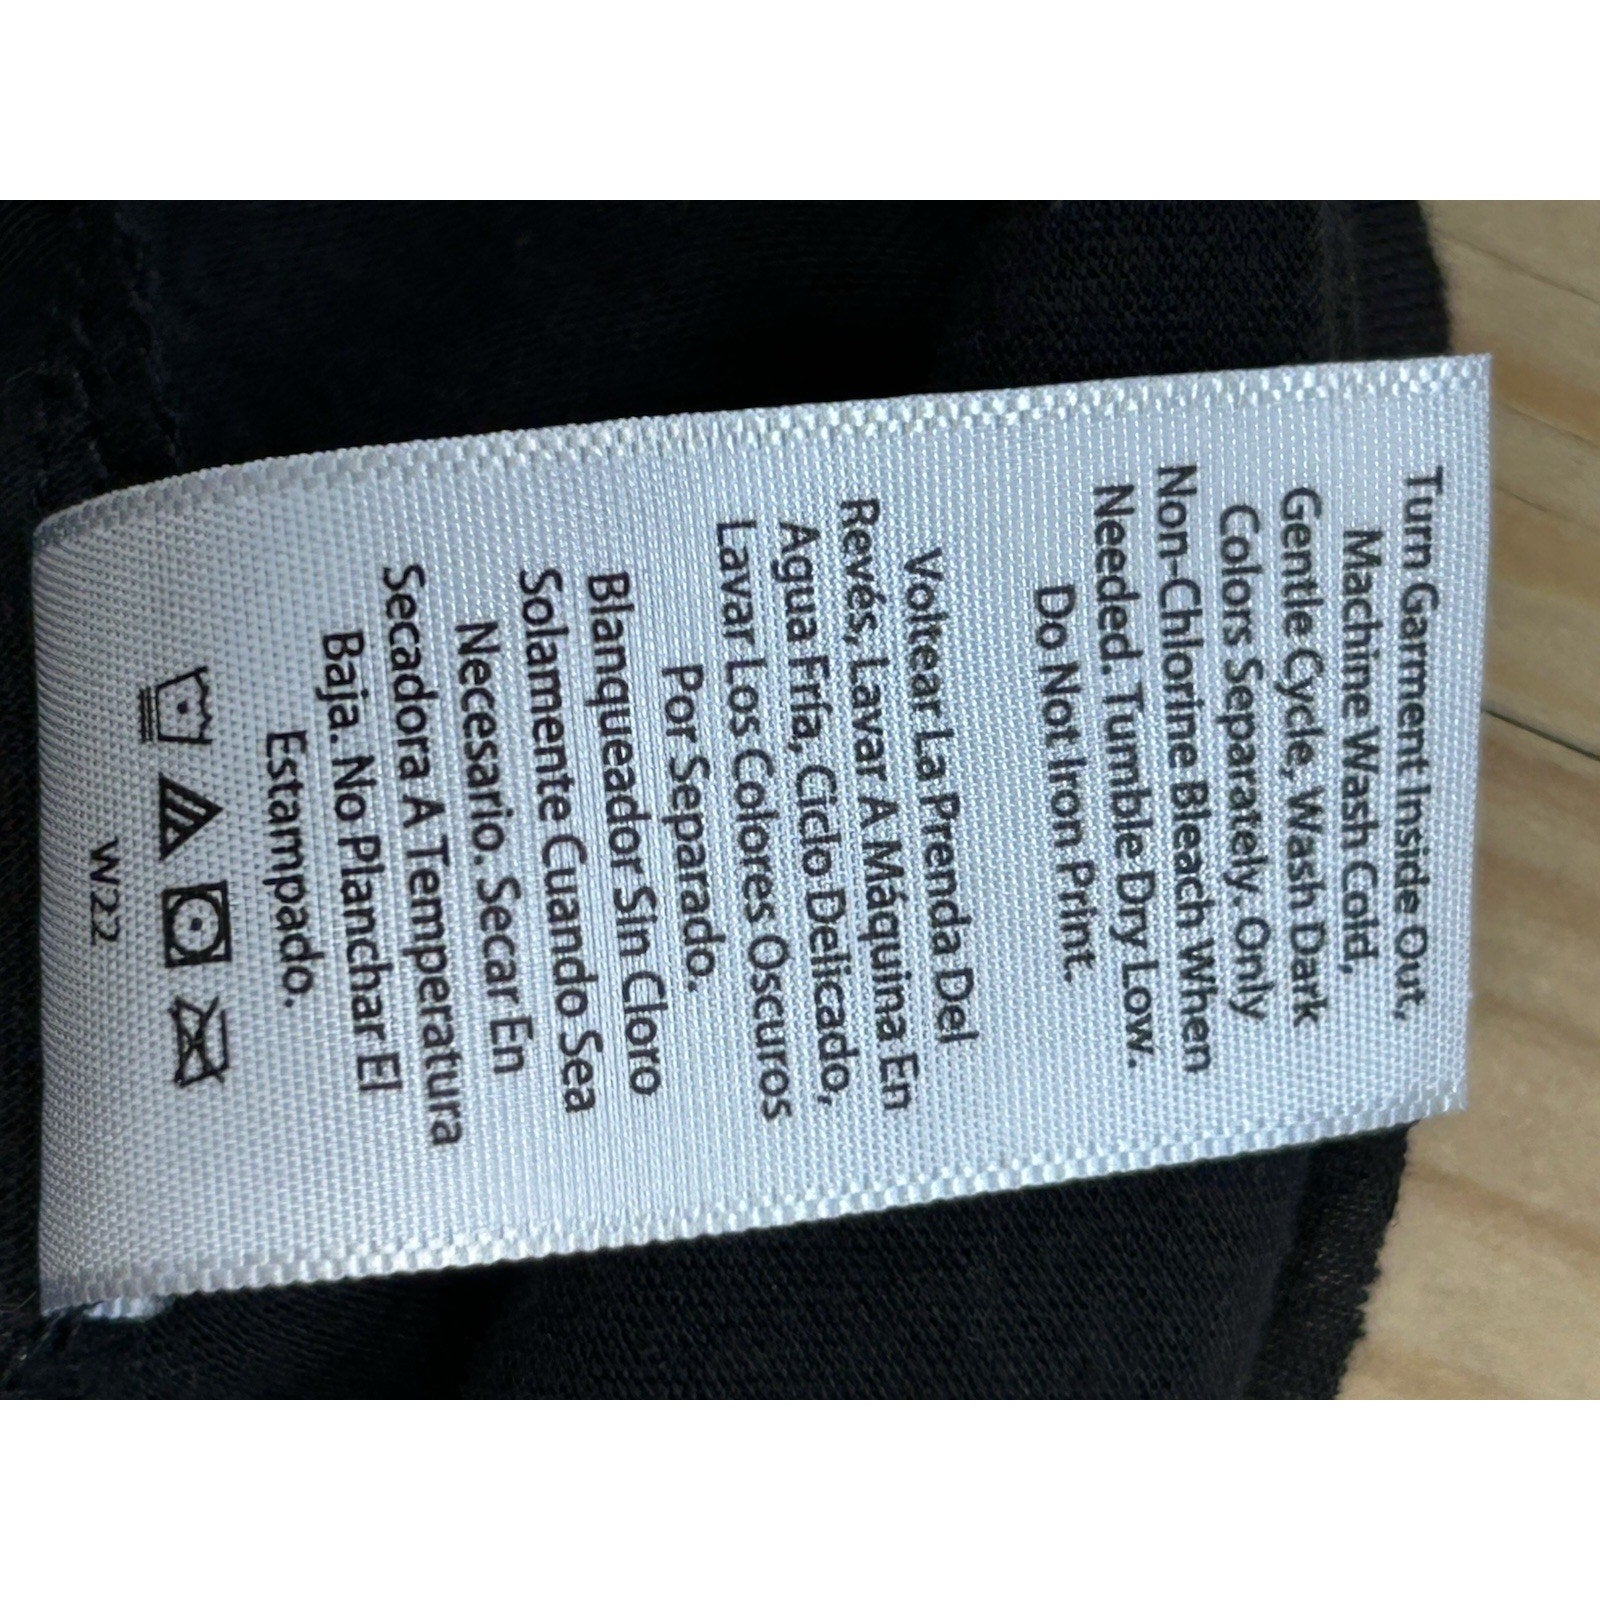 Turn Garment Inside Out,
Machine Wash Cold,
Gentle Cycle, Wash Dark
Colors Separately. Only
Non-Chlorine Bleach When
Needed. Tumble Dry Low.
Do Not Iron Print.
Voltear La Prenda Del
Revés, Lavar A Máquina En
Agua Fría, Ciclo Delicado,
Lavar Los Colores Oscuros
Por Separado.
Blanqueador Sin Cloro
Solamente Cuando Sea
Necesario. Secar En
Secadora A Temperatura
Baja. No Planchar El
Estampado.
W22